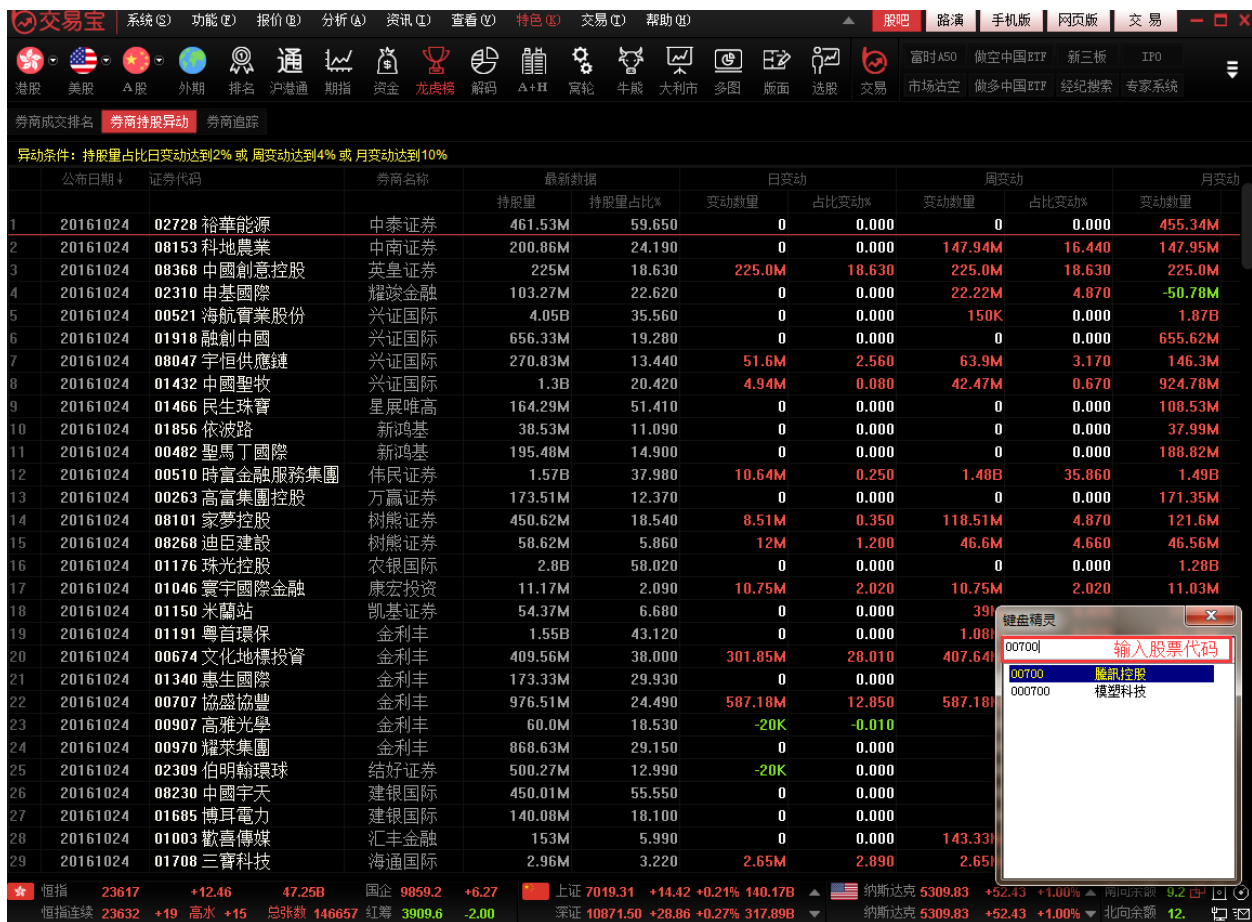 交易宝 系统(S) 功能(F) 报价(B) 分析(A) 资讯(I) 查看(V) 特色(K) 交易(T) 帮助(H) 股吧 路演 手机版 网页版 交 易
富时A50 做空中国ETF 新三板 IPO
港股 美股 A股 外期 排名 沪港通 期指 资金 龙虎榜 解码 A+H 窝轮 牛熊 大利市 多图 版面 选股 交易 市场沽空 做多中国ETF 经纪搜索 专家系统
券商成交排名 券商持股异动 券商追踪
异动条件: 持股量占比日变动达到2% 或 周变动达到4% 或 月变动达到10%
公布日期↓ 证券代码 券商名称 最新数据 日变动 周变动 月变动
持股量 持股量占比% 变动数量 占比变动% 变动数量 占比变动% 变动数量
1 20161024 02728 裕華能源 中泰证券 461.53M 59.650 0 0.000 0 0.000 455.34M
2 20161024 08153 科地農業 中南证券 200.86M 24.190 0 0.000 147.94M 16.440 147.95M
3 20161024 08368 中國創意控股 英皇证券 225M 18.630 225.0M 18.630 225.0M 18.630 225.0M
4 20161024 02310 申基國際 耀竣金融 103.27M 22.620 0 0.000 22.22M 4.870 -50.78M
5 20161024 00521 海航實業股份 兴证国际 4.05B 35.560 0 0.000 150K 0.000 1.87B
6 20161024 01918 融創中國 兴证国际 656.33M 19.280 0 0.000 0 0.000 655.62M
7 20161024 08047 宇恒供應鏈 兴证国际 270.83M 13.440 51.6M 2.560 63.9M 3.170 146.3M
8 20161024 01432 中國聖牧 兴证国际 1.3B 20.420 4.94M 0.080 42.47M 0.670 924.78M
9 20161024 01466 民生珠寶 星展唯高 164.29M 51.410 0 0.000 0 0.000 108.53M
10 20161024 01856 依波路 新鸿基 38.53M 11.090 0 0.000 0 0.000 37.99M
11 20161024 00482 聖馬丁國際 新鸿基 195.48M 14.900 0 0.000 0 0.000 188.82M
12 20161024 00510 時富金融服務集團 伟民证券 1.57B 37.980 10.64M 0.250 1.48B 35.860 1.49B
13 20161024 00263 高富集團控股 万赢证券 173.51M 12.370 0 0.000 0 0.000 171.35M
14 20161024 08101 家夢控股 树熊证券 450.62M 18.540 8.51M 0.350 118.51M 4.870 121.6M
15 20161024 08268 迪臣建設 树熊证券 58.62M 5.860 12M 1.200 46.6M 4.660 46.56M
16 20161024 01176 珠光控股 农银国际 2.8B 58.020 0 0.000 0 0.000 1.28B
17 20161024 01046 寰宇國際金融 康宏投资 11.17M 2.090 10.75M 2.020 10.75M 2.020 11.03M
18 20161024 01150 米蘭站 凯基证券 54.37M 6.680 0 0.000
19 20161024 01191 粵首環保 金利丰 1.55B 43.120 0 0.000
20 20161024 00674 文化地標投資 金利丰 409.56M 38.000 301.85M 28.010 407.64
21 20161024 01340 惠生國際 金利丰 173.33M 29.930 0 0.000
22 20161024 00707 協盛協豐 金利丰 976.51M 24.490 587.18M 12.850 587.18
23 20161024 00907 高雅光學 金利丰 60.0M 18.530 -20K -0.010
24 20161024 00970 耀萊集團 金利丰 868.63M 29.150 0 0.000
25 20161024 02309 伯明翰環球 结好证券 500.27M 12.990 -20K 0.000
26 20161024 08230 中國宇天 建银国际 450.01M 55.550 0 0.000
27 20161024 01685 博耳電力 建银国际 140.08M 18.100 0 0.000
28 20161024 01003 歡喜傳媒 汇丰金融 153M 5.990 0 0.000 143.33
29 20161024 01708 三寶科技 海通国际 2.96M 3.220 2.65M 2.890 2.65
键盘精灵 X
00700 输入股票代码
00700 騰訊控股
000700 模塑科技
恒指 23617 +12.46 47.25B 国企 9859.2 +6.27 上证 7019.31 +14.42 +0.21% 140.17B 纳斯达克 5309.83 +52.43 +1.00% 南向余额 9.2
恒指连续 23632 +19 高水 +15 总张数 146657 红筹 3909.6 -2.00 深证 10871.50 +28.86 +0.27% 317.89B 纳斯达克 5309.83 +52.43 +1.00% 北向余额 12.